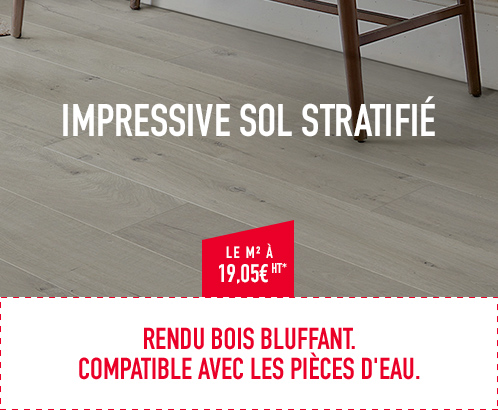 IMPRESSIVE SOL STRATIFIÉ
LE M² À
19,05€ HT*
RENDU BOIS BLUFFANT.
COMPATIBLE AVEC LES PIÈCES D'EAU.